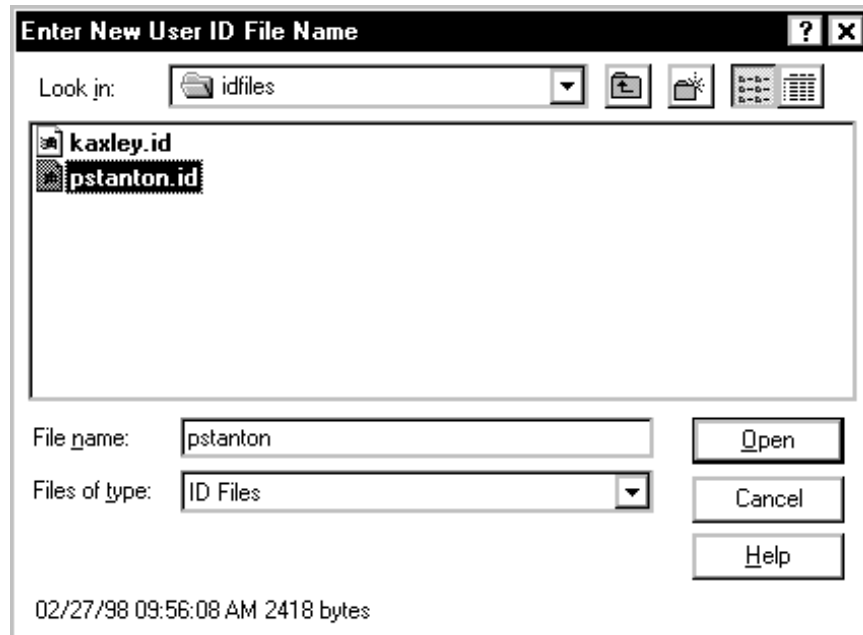 Enter New User ID File Name
Look in: idfiles
kaxley.id
pstanton.id
File name: pstanton Open
Files of type: ID Files Cancel
Help
02/27/98 09:56:08 AM 2418 bytes